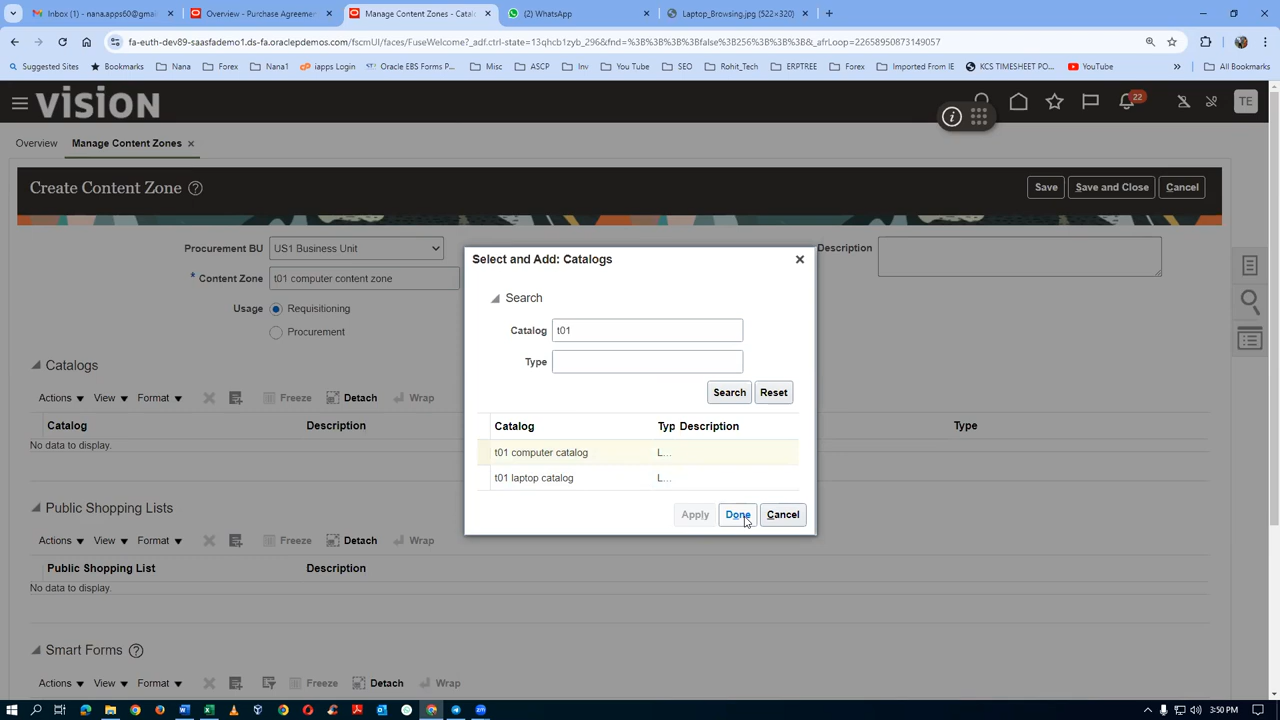 Inbox (1) - nana.apps60@gmail
Overview - Purchase Agreemen
Manage Content Zones - Catalo
(2) WhatsApp
Laptop_Browsing.jpg (522×320)
fa-euth-dev89-saasfademo1.ds-fa.oraclepdemos.com/fscmUI/faces/FuseWelcome?_adf.ctrl-state=13qhcb1zyb_296&fnd=%3B%3B%3B%3Bfalse%3B256%3B%3B%3B&_afrLoop=22658950873149057
Suggested Sites
Bookmarks
Nana
Forex
Nana1
iapps Login
Oracle EBS Forms P...
Misc
ASCP
Inv
You Tube
SEO
Rohit_Tech
ERPTREE
Forex
Imported From IE
KCS TIMESHEET PO...
YouTube
»
All Bookmarks
VISION
22
TE
Overview
Manage Content Zones
Create Content Zone
Save
Save and Close
Cancel
Procurement BU
US1 Business Unit
Description
* Content Zone
t01 computer content zone
Usage
Requisitioning
Procurement
Select and Add: Catalogs
Search
Catalog
t01
Type
Search
Reset
Catalog
Typ
Description
t01 computer catalog
L...
t01 laptop catalog
L...
Apply
Done
Cancel
Catalogs
Actions
View
Format
Freeze
Detach
Wrap
Catalog
Description
Type
No data to display.
Public Shopping Lists
Actions
View
Format
Freeze
Detach
Wrap
Public Shopping List
Description
No data to display.
Smart Forms
Actions
View
Format
Freeze
Detach
Wrap
3:50 PM